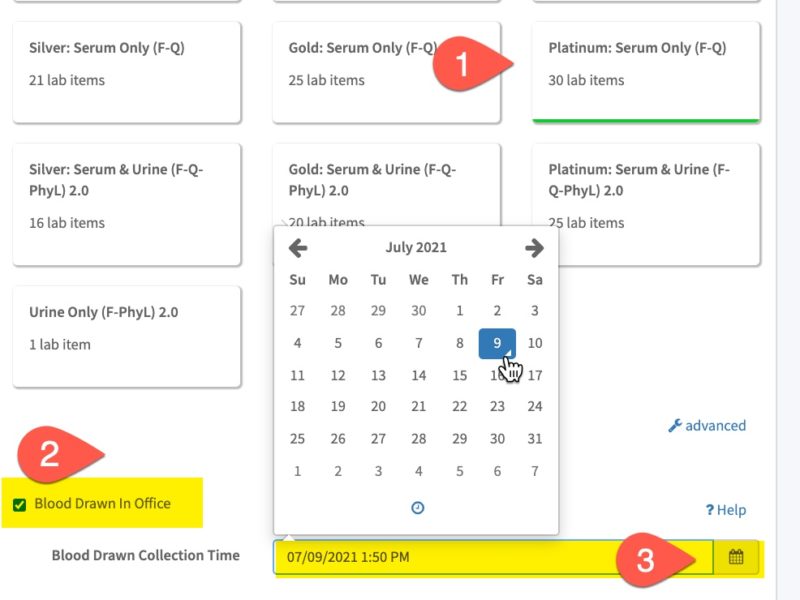 Silver: Serum Only (F-Q)
21 lab items
Gold: Serum Only (F-Q)
25 lab items
1
Platinum: Serum Only (F-Q)
30 lab items
Silver: Serum & Urine (F-Q-
PhyL) 2.0
16 lab items
Gold: Serum & Urine (F-Q-
PhyL) 2.0
20 lab items
Platinum: Serum & Urine (F-
Q-PhyL) 2.0
25 lab items
Urine Only (F-PhyL) 2.0
1 lab item
July 2021
Su Mo Tu We Th Fr Sa
27 28 29 30 1 2 3
4 5 6 7 8 9 10
11 12 13 14 15 16 17
18 19 20 21 22 23 24
25 26 27 28 29 30 31
1 2 3 4 5 6 7
advanced
2
Blood Drawn In Office
? Help
Blood Drawn Collection Time
07/09/2021 1:50 PM
3